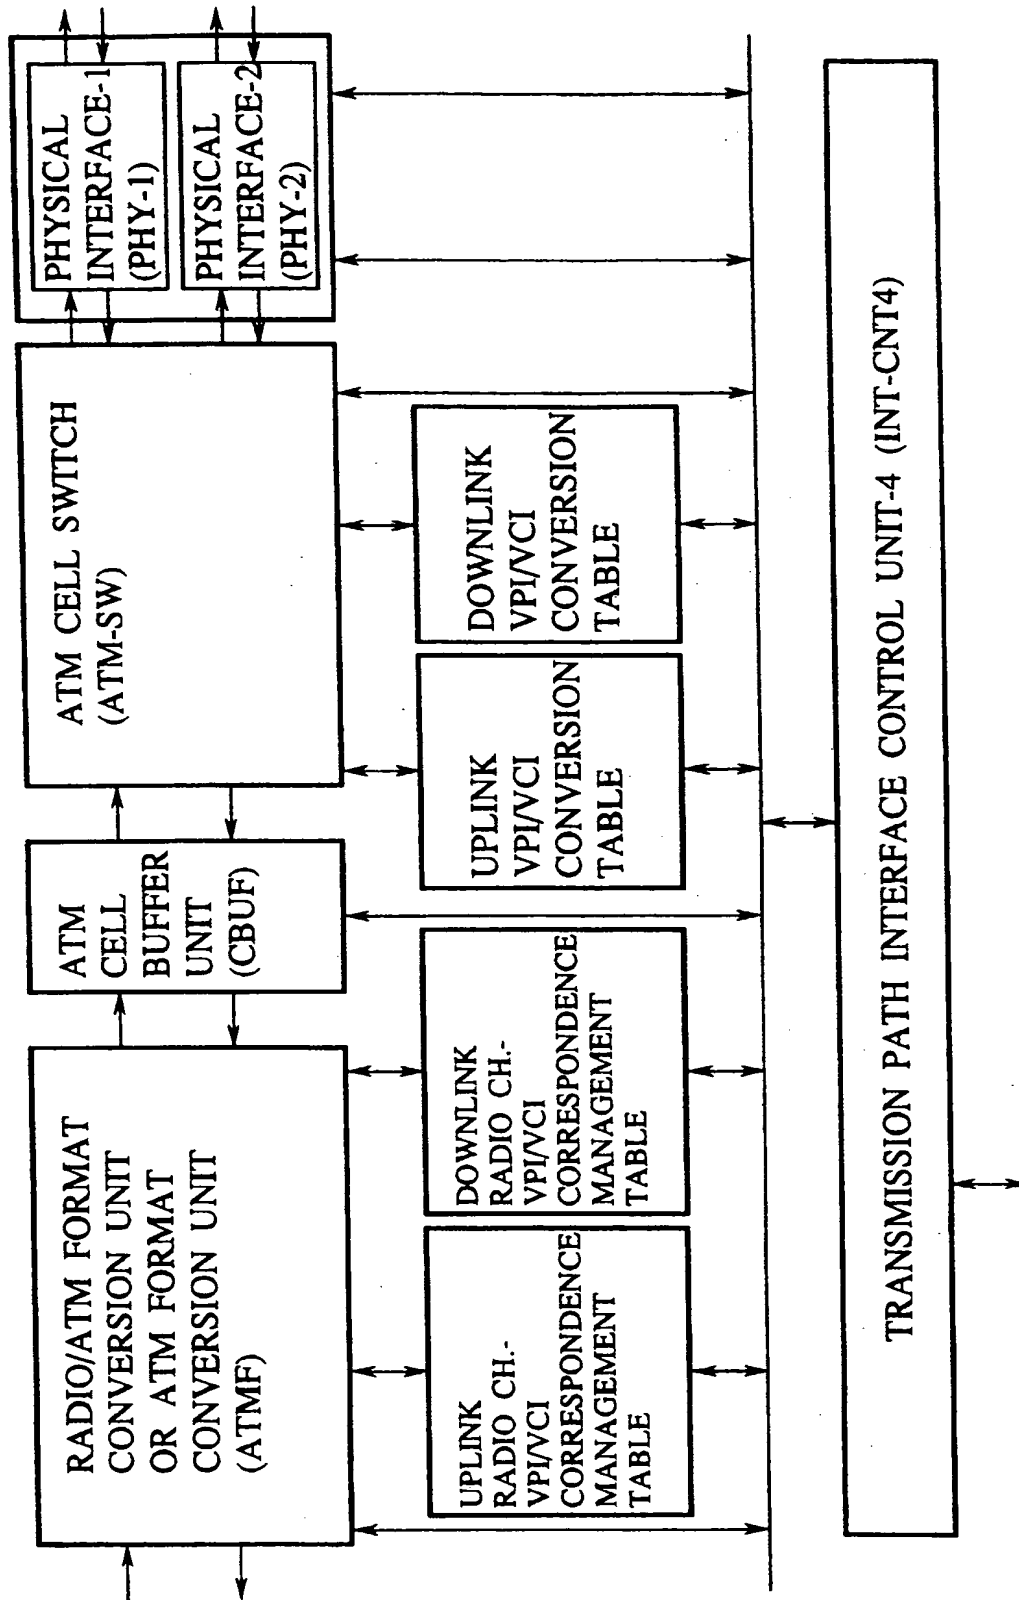 RADIO/ATM FORMAT
CONVERSION UNIT
OR ATM FORMAT
CONVERSION UNIT
(ATMF)
ATM
CELL
BUFFER
UNIT
(CBUF)
ATM CELL SWITCH
(ATM-SW)
PHYSICAL
INTERFACE-1
(PHY-1)
PHYSICAL
INTERFACE-2
(PHY-2)
UPLINK
RADIO CH.-
VPI/VCI
CORRESPONDENCE
MANAGEMENT
TABLE
DOWNLINK
RADIO CH.-
VPI/VCI
CORRESPONDENCE
MANAGEMENT
TABLE
UPLINK
VPI/VCI
CONVERSION
TABLE
DOWNLINK
VPI/VCI
CONVERSION
TABLE
TRANSMISSION PATH INTERFACE CONTROL UNIT-4 (INT-CNT4)